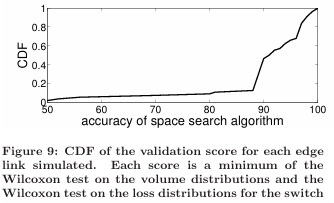 1
0.8
0.6
0.4
0.2
0
CDF
50 60 70 80 90 100
accuracy of space search algorithm
Figure 9: CDF of the validation score for each edge
link simulated. Each score is a minimum of the
Wilcoxon test on the volume distributions and the
Wilcoxon test on the loss distributions for the switch